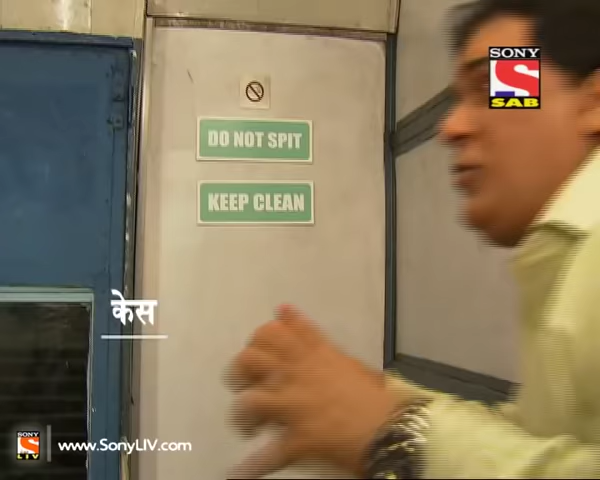 SONY
S
SAB
DO NOT SPIT
KEEP CLEAN
केस
SONY
S
LIV
www.SonyLIV.com